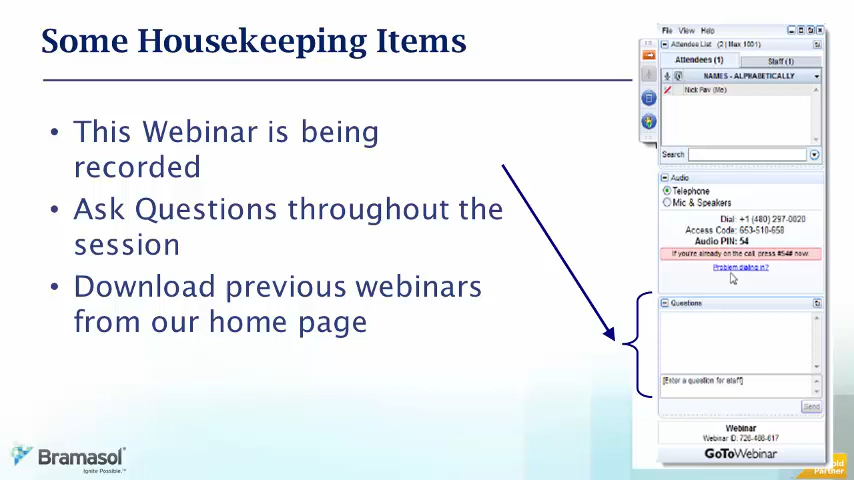 Some Housekeeping Items
• This Webinar is being
recorded
• Ask Questions throughout the
session
• Download previous webinars
from our home page
File View Help
Attendee List (2 | Max 1001)
Attendees (1)
Staff (1)
NAMES - ALPHABETICALLY
Nick Pav (Me)
Search
Audio
Telephone
Mic & Speakers
Dial: +1 (480) 297-0020
Access Code: 653-510-658
Audio PIN: 54
If you're already on the call, press #54# now.
Problem dialing in?
Questions
[Enter a question for staff]
Send
Webinar
Webinar ID: 726-486-617
GoToWebinar
Bramasol
Ignite Possible.™
Partner